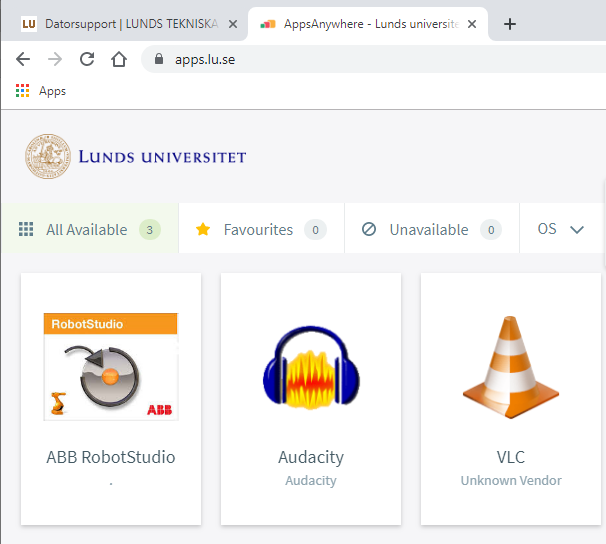 LU Datorsupport | LUNDS TEKNISKA
AppsAnywhere - Lunds universite
apps.lu.se
Apps
LUNDS UNIVERSITET
All Available 3 Favourites 0 Unavailable 0 OS
RobotStudio
ABB
ABB RobotStudio Audacity VLC
. Audacity Unknown Vendor